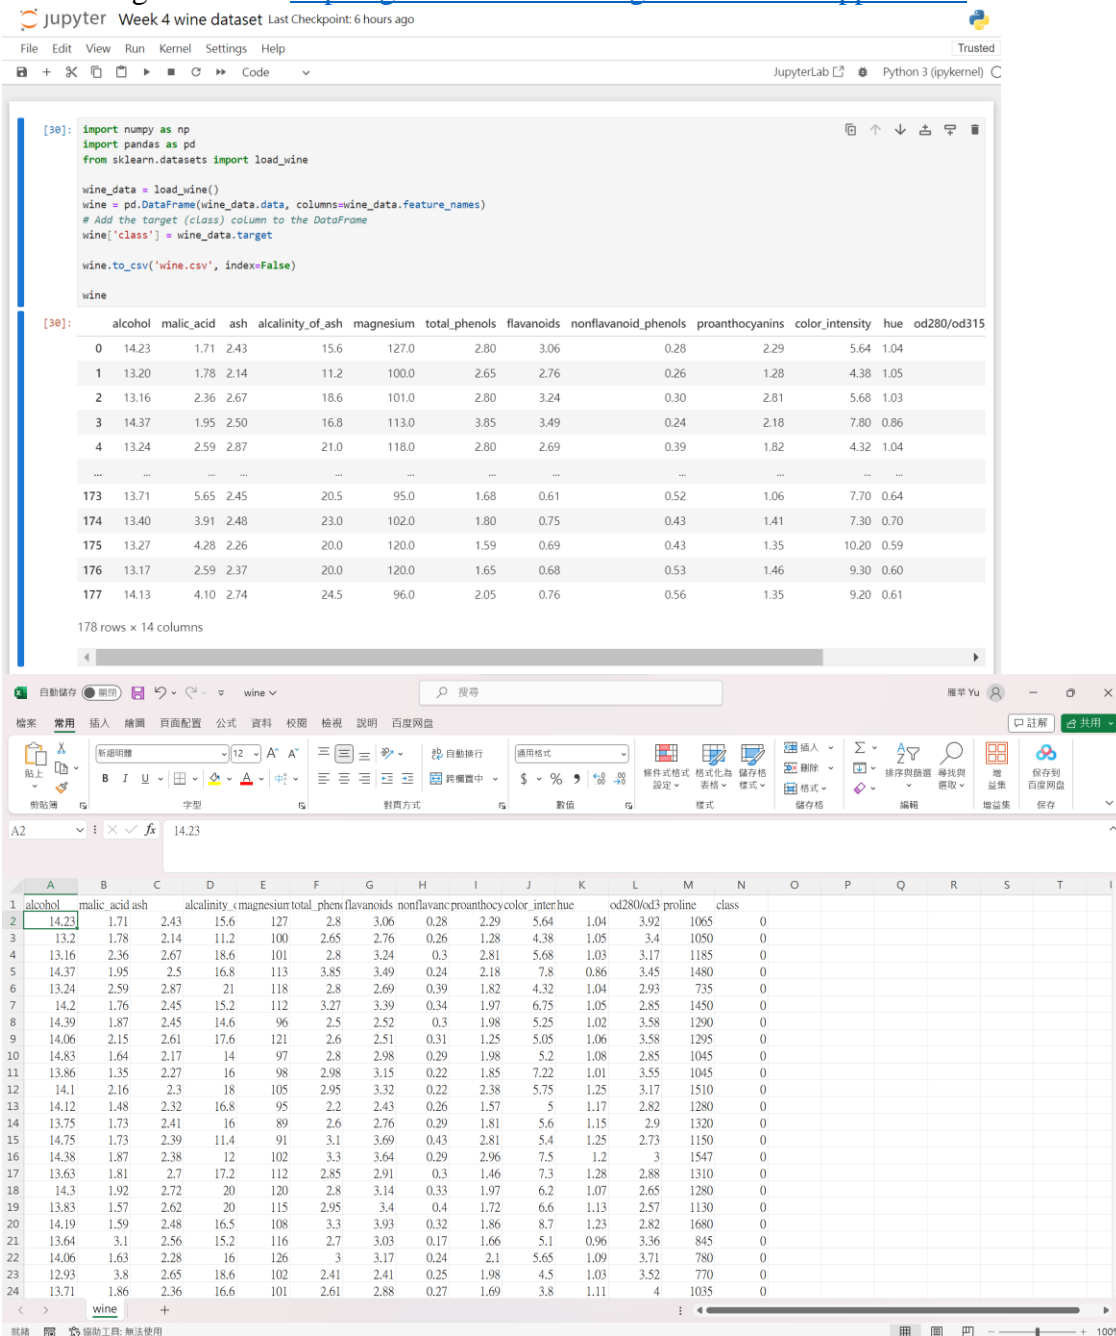 jupyter Week 4 wine dataset Last Checkpoint: 6 hours ago
File Edit View Run Kernel Settings Help Trusted
Code JupyterLab Python 3 (ipykernel)
[30]: import numpy as np
import pandas as pd
from sklearn.datasets import load_wine
wine_data = load_wine()
wine = pd.DataFrame(wine_data.data, columns=wine_data.feature_names)
# Add the target (class) column to the DataFrame
wine['class'] = wine_data.target
wine.to_csv('wine.csv', index=False)
wine
[30]: alcohol malic_acid ash alcalinity_of_ash magnesium total_phenols flavanoids nonflavanoid_phenols proanthocyanins color_intensity hue od280/od315
0 14.23 1.71 2.43 15.6 127.0 2.80 3.06 0.28 2.29 5.64 1.04
1 13.20 1.78 2.14 11.2 100.0 2.65 2.76 0.26 1.28 4.38 1.05
2 13.16 2.36 2.67 18.6 101.0 2.80 3.24 0.30 2.81 5.68 1.03
3 14.37 1.95 2.50 16.8 113.0 3.85 3.49 0.24 2.18 7.80 0.86
4 13.24 2.59 2.87 21.0 118.0 2.80 2.69 0.39 1.82 4.32 1.04
... ... ... ... ... ... ... ... ... ... ... ...
173 13.71 5.65 2.45 20.5 95.0 1.68 0.61 0.52 1.06 7.70 0.64
174 13.40 3.91 2.48 23.0 102.0 1.80 0.75 0.43 1.41 7.30 0.70
175 13.27 4.28 2.26 20.0 120.0 1.59 0.69 0.43 1.35 10.20 0.59
176 13.17 2.59 2.37 20.0 120.0 1.65 0.68 0.53 1.46 9.30 0.60
177 14.13 4.10 2.74 24.5 96.0 2.05 0.76 0.56 1.35 9.20 0.61
178 rows × 14 columns
自動儲存 關閉 wine 搜尋 Yu
檔案 常用 插入 繪圖 頁面配置 公式 資料 校閱 檢視 說明 百度网盘 註解 共用
貼上 新細明體 12 A A 自動換行 通用格式 條件式格式設定 格式化為表格 儲存格樣式 插入 刪除 格式 排序與篩選 尋找與選取 增益集 保存到百度网盘
B I U A 中 跨欄置中 $ %
剪貼簿 字型 對齊方式 數值 樣式 儲存格 編輯 增益集 保存
A2 fx 14.23
A B C D E F G H I J K L M N O P Q R S T
1 alcohol malic_acid ash alcalinity_ magnesium total_pheno flavanoids nonflavano proanthocy color_inten hue od280/od3 proline class
2 14.23 1.71 2.43 15.6 127 2.8 3.06 0.28 2.29 5.64 1.04 3.92 1065 0
3 13.2 1.78 2.14 11.2 100 2.65 2.76 0.26 1.28 4.38 1.05 3.4 1050 0
4 13.16 2.36 2.67 18.6 101 2.8 3.24 0.3 2.81 5.68 1.03 3.17 1185 0
5 14.37 1.95 2.5 16.8 113 3.85 3.49 0.24 2.18 7.8 0.86 3.45 1480 0
6 13.24 2.59 2.87 21 118 2.8 2.69 0.39 1.82 4.32 1.04 2.93 735 0
7 14.2 1.76 2.45 15.2 112 3.27 3.39 0.34 1.97 6.75 1.05 2.85 1450 0
8 14.39 1.87 2.45 14.6 96 2.5 2.52 0.3 1.98 5.25 1.02 3.58 1290 0
9 14.06 2.15 2.61 17.6 121 2.6 2.51 0.31 1.25 5.05 1.06 3.58 1295 0
10 14.83 1.64 2.17 14 97 2.8 2.98 0.29 1.98 5.2 1.08 2.85 1045 0
11 13.86 1.35 2.27 16 98 2.98 3.15 0.22 1.85 7.22 1.01 3.55 1045 0
12 14.1 2.16 2.3 18 105 2.95 3.32 0.22 2.38 5.75 1.25 3.17 1510 0
13 14.12 1.48 2.32 16.8 95 2.2 2.43 0.26 1.57 5 1.17 2.82 1280 0
14 13.75 1.73 2.41 16 89 2.6 2.76 0.29 1.81 5.6 1.15 2.9 1320 0
15 14.75 1.73 2.39 11.4 91 3.1 3.69 0.43 2.81 5.4 1.25 2.73 1150 0
16 14.38 1.87 2.38 12 102 3.3 3.64 0.29 2.96 7.5 1.2 3 1547 0
17 13.63 1.81 2.7 17.2 112 2.85 2.91 0.3 1.46 7.3 1.28 2.88 1310 0
18 14.3 1.92 2.72 20 120 2.8 3.14 0.33 1.97 6.2 1.07 2.65 1280 0
19 13.83 1.57 2.62 20 115 2.95 3.4 0.4 1.72 6.6 1.13 2.57 1130 0
20 14.19 1.59 2.48 16.5 108 3.3 3.93 0.32 1.86 8.7 1.23 2.82 1680 0
21 13.64 3.1 2.56 15.2 116 2.7 3.03 0.17 1.66 5.1 0.96 3.36 845 0
22 14.06 1.63 2.28 16 126 3 3.17 0.24 2.1 5.65 1.09 3.71 780 0
23 12.93 3.8 2.65 18.6 102 2.41 2.41 0.25 1.98 4.5 1.03 3.52 770 0
24 13.71 1.86 2.36 16.6 101 2.61 2.88 0.27 1.69 3.8 1.11 4 1035 0
wine +
就緒 協助工具: 無法使用 100%